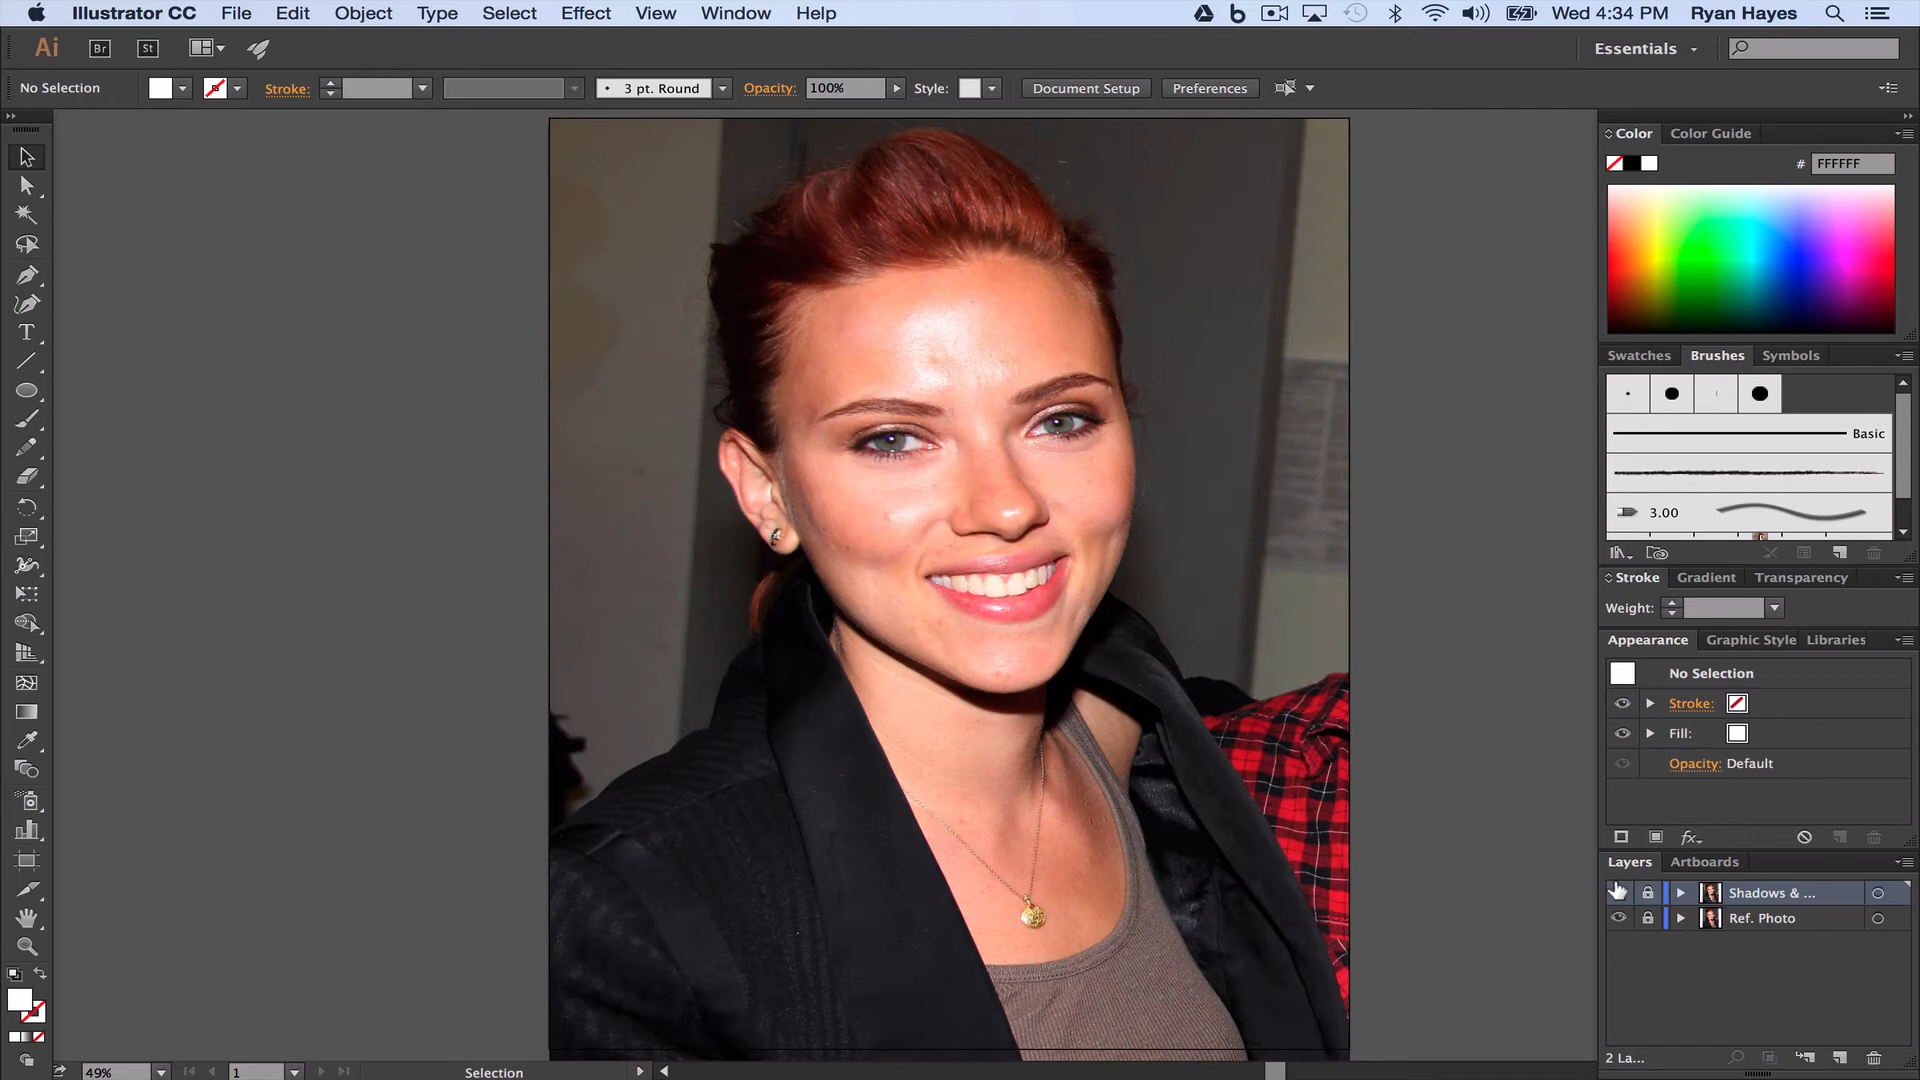 Illustrator CC File Edit Object Type Select Effect View Window Help Wed 4:34 PM Ryan Hayes
Ai Br St Essentials
No Selection Stroke: 3 pt. Round Opacity: 100% Style: Document Setup Preferences
Color Color Guide
# FFFFFF
Swatches Brushes Symbols
Basic
3.00
Stroke Gradient Transparency
Weight:
Appearance Graphic Style Libraries
No Selection
Stroke:
Fill:
Opacity: Default
fx
Layers Artboards
Shadows & ...
Ref. Photo
2 La...
49% 1 Selection